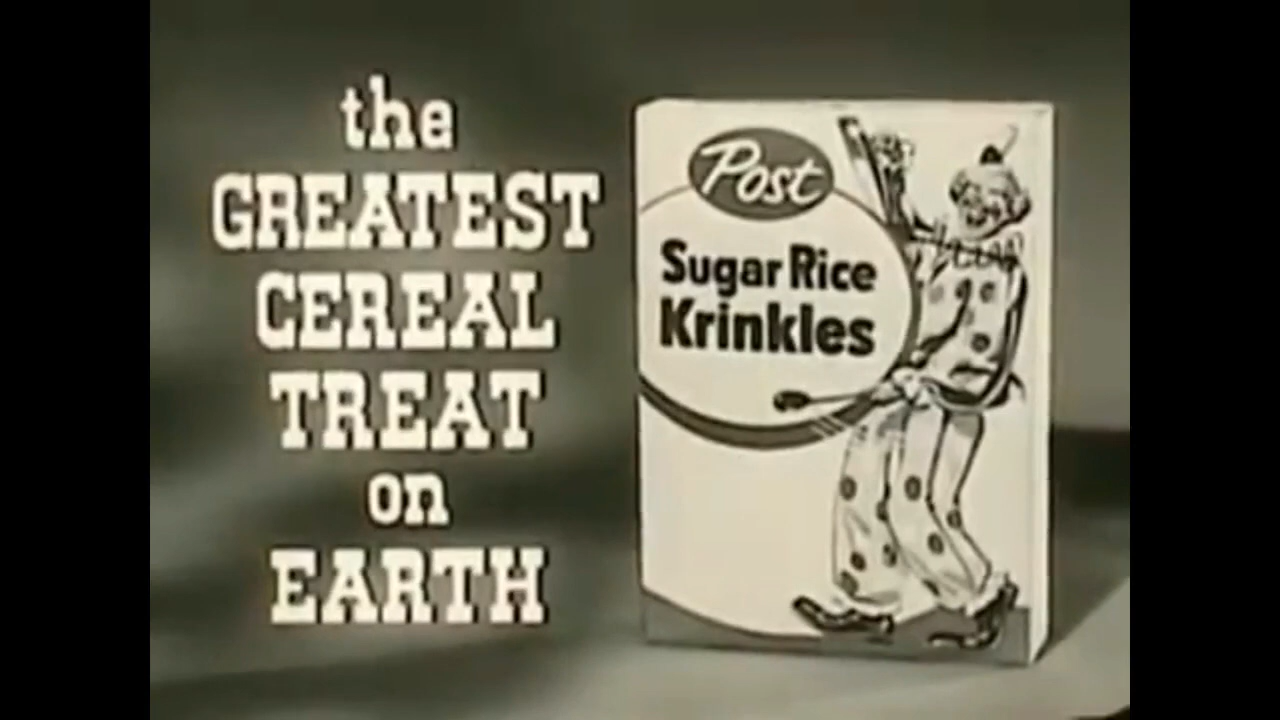 the
GREATEST
CEREAL
TREAT
on
EARTH
Post
Sugar Rice
Krinkles